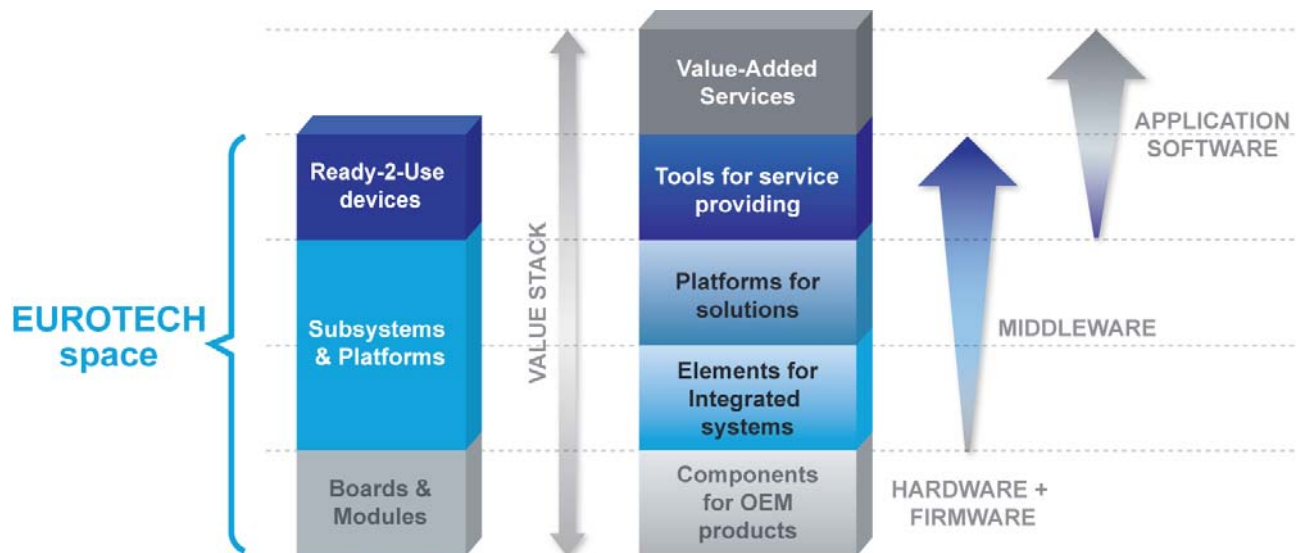 EUROTECH
space
Ready-2-Use
devices
Subsystems
& Platforms
Boards &
Modules
VALUE STACK
Value-Added
Services
Tools for service
providing
Platforms for
solutions
Elements for
Integrated
systems
Components
for OEM
products
APPLICATION
SOFTWARE
MIDDLEWARE
HARDWARE +
FIRMWARE